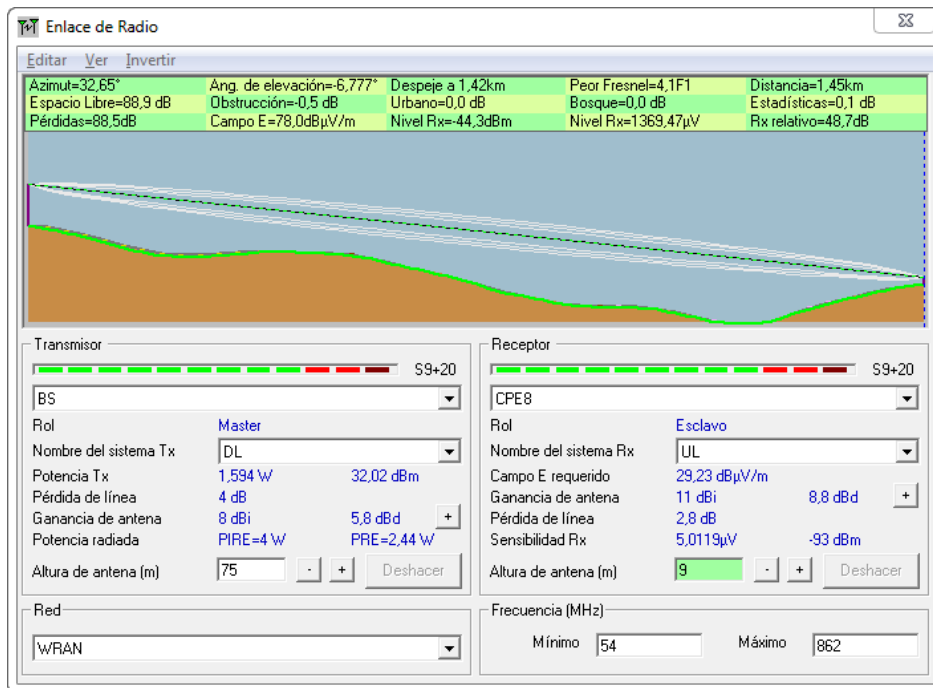 Enlace de Radio
Editar Ver Invertir
Azimut=32,65° Ang. de elevación=-6,777° Despeje a 1,42km Peor Fresnel=4,1F1 Distancia=1,45km
Espacio Libre=88,9 dB Obstrucción=-0,5 dB Urbano=0,0 dB Bosque=0,0 dB Estadísticas=0,1 dB
Pérdidas=88,5dB Campo E=78,0dBµV/m Nivel Rx=-44,3dBm Nivel Rx=1369,47µV Rx relativo=48,7dB
Transmisor
S9+20
BS
Rol Master
Nombre del sistema Tx DL
Potencia Tx 1,594 W 32,02 dBm
Pérdida de línea 4 dB
Ganancia de antena 8 dBi 5,8 dBd +
Potencia radiada PIRE=4 W PRE=2,44 W
Altura de antena (m) 75 - + Deshacer
Receptor
S9+20
CPE8
Rol Esclavo
Nombre del sistema Rx UL
Campo E requerido 29,23 dBµV/m
Ganancia de antena 11 dBi 8,8 dBd +
Pérdida de línea 2,8 dB
Sensibilidad Rx 5,0119µV -93 dBm
Altura de antena (m) 9 - + Deshacer
Red
WRAN
Frecuencia (MHz)
Mínimo 54 Máximo 862